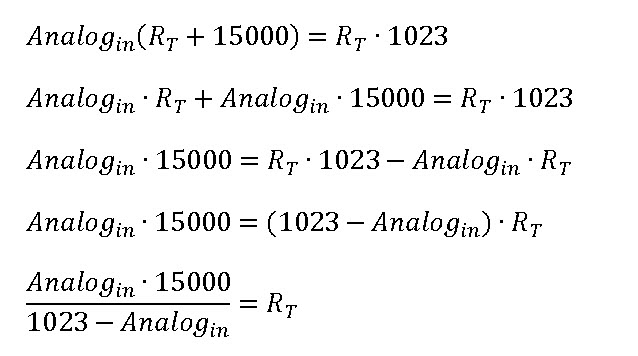 Analog_in(R_T + 15000) = R_T · 1023
Analog_in · R_T + Analog_in · 15000 = R_T · 1023
Analog_in · 15000 = R_T · 1023 − Analog_in · R_T
Analog_in · 15000 = (1023 − Analog_in) · R_T
Analog_in · 15000
1023 − Analog_in = R_T